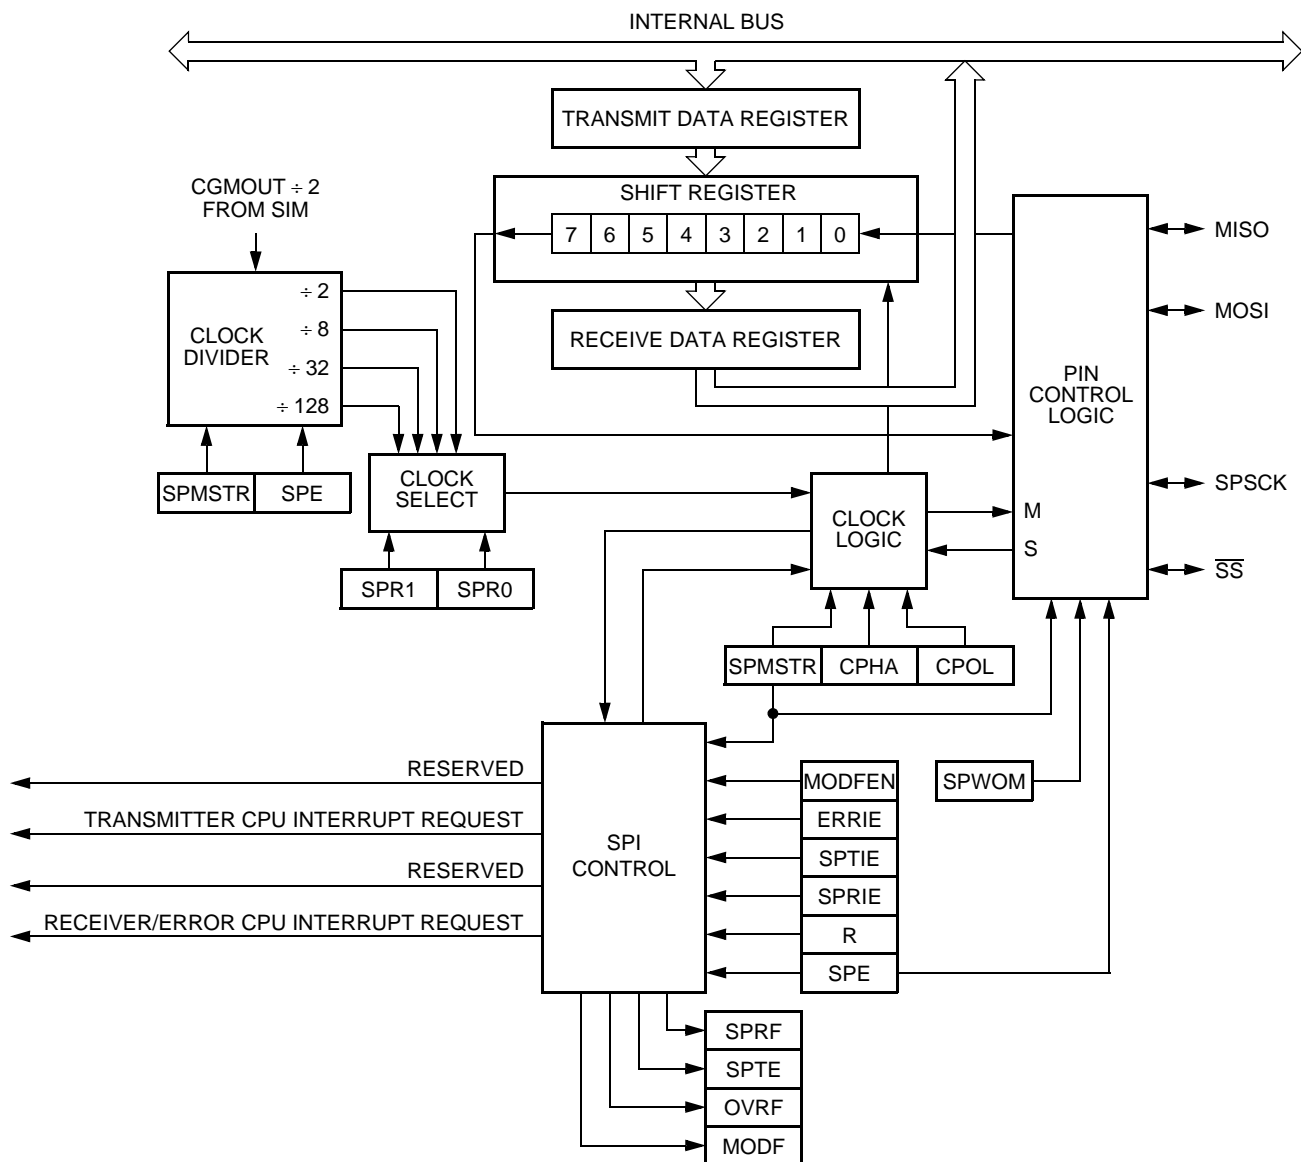 INTERNAL BUS
TRANSMIT DATA REGISTER
SHIFT REGISTER
7 6 5 4 3 2 1 0
RECEIVE DATA REGISTER
CGMOUT ÷ 2
FROM SIM
CLOCK
DIVIDER
÷ 2
÷ 8
÷ 32
÷ 128
SPMSTR SPE
CLOCK
SELECT
SPR1 SPR0
CLOCK
LOGIC
PIN
CONTROL
LOGIC
M
S
MISO
MOSI
SPSCK
S̅S̅
SPMSTR CPHA CPOL
SPWOM
RESERVED
TRANSMITTER CPU INTERRUPT REQUEST
RESERVED
RECEIVER/ERROR CPU INTERRUPT REQUEST
SPI
CONTROL
MODFEN
ERRIE
SPTIE
SPRIE
R
SPE
SPRF
SPTE
OVRF
MODF